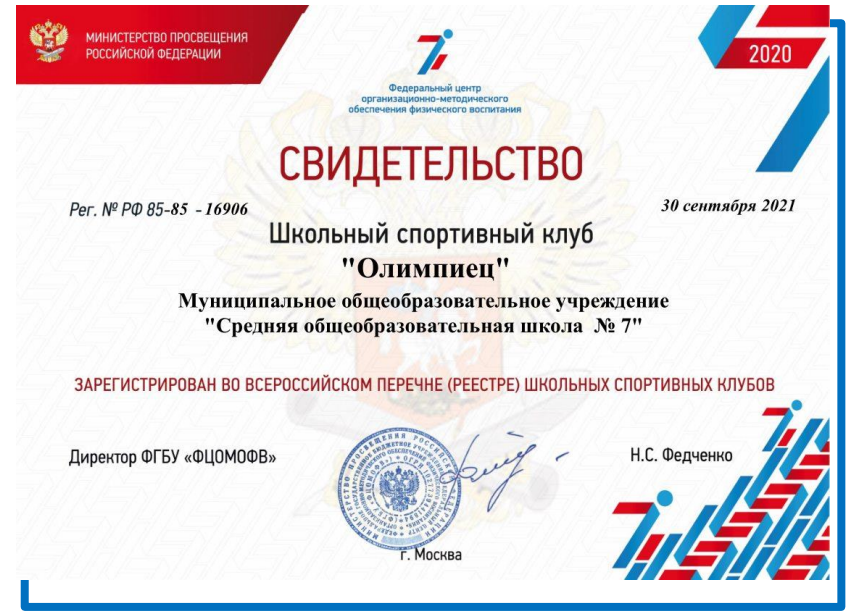 МИНИСТЕРСТВО ПРОСВЕЩЕНИЯ
РОССИЙСКОЙ ФЕДЕРАЦИИ
2020
Федеральный центр
организационно-методического
обеспечения физического воспитания
СВИДЕТЕЛЬСТВО
Рег. № РФ 85-85 - 16906
30 сентября 2021
Школьный спортивный клуб
"Олимпиец"
Муниципальное общеобразовательное учреждение
"Средняя общеобразовательная школа № 7"
ЗАРЕГИСТРИРОВАН ВО ВСЕРОССИЙСКОМ ПЕРЕЧНЕ (РЕЕСТРЕ) ШКОЛЬНЫХ СПОРТИВНЫХ КЛУБОВ
Директор ФГБУ «ФЦОМОФВ»
Н.С. Федченко
г. Москва